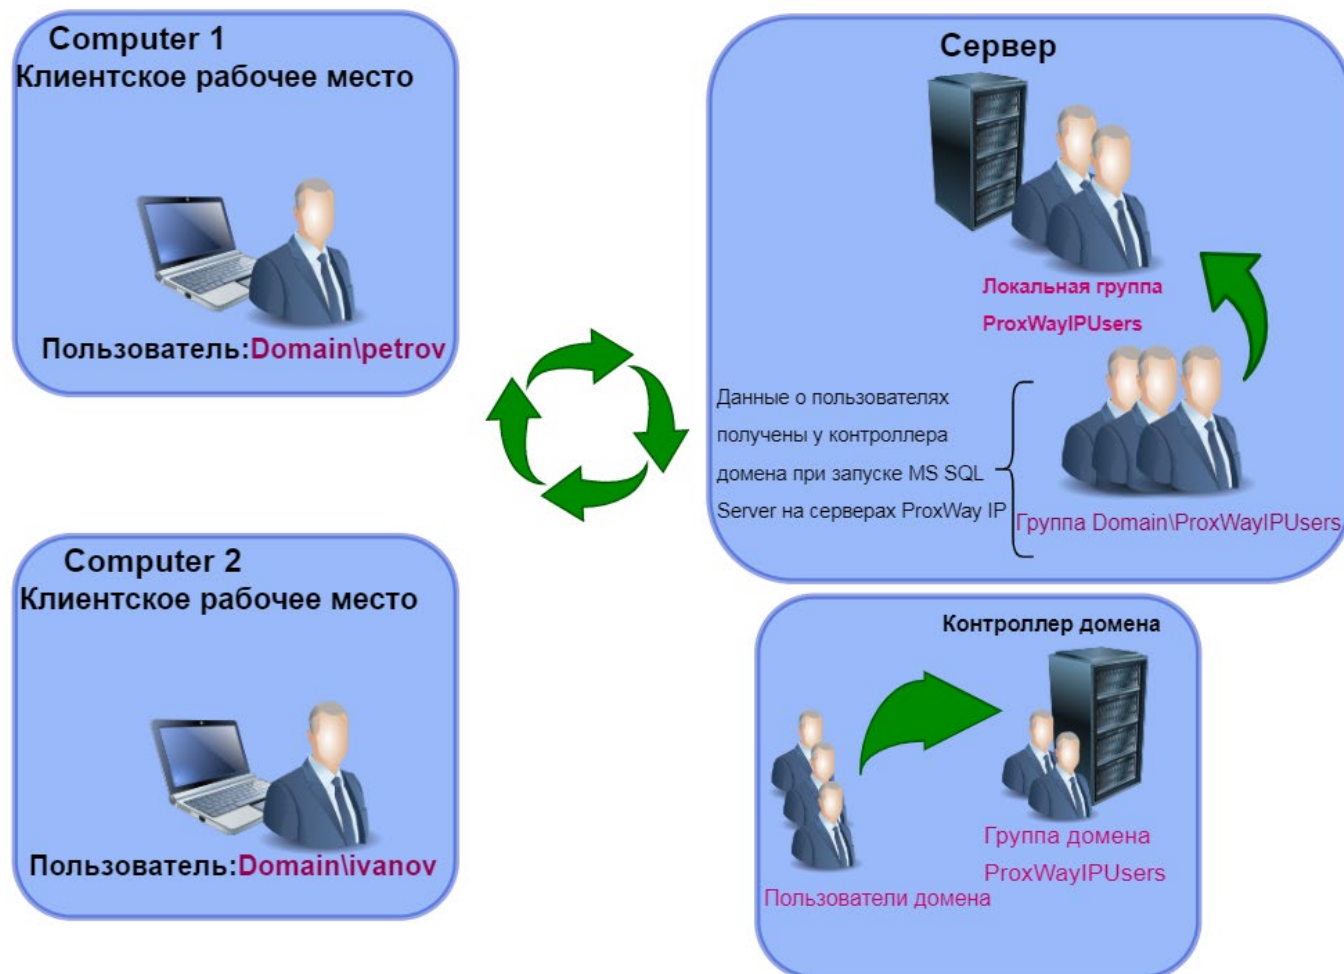 Computer 1
Клиентское рабочее место
Пользователь:Domain\petrov
Сервер
Локальная группа
ProxWayIPUsers
Данные о пользователях
получены у контроллера
домена при запуске MS SQL
Server на серверах ProxWay IP
Группа Domain\ProxWayIPUsers
Computer 2
Клиентское рабочее место
Пользователь:Domain\ivanov
Контроллер домена
Группа домена
ProxWayIPUsers
Пользователи домена